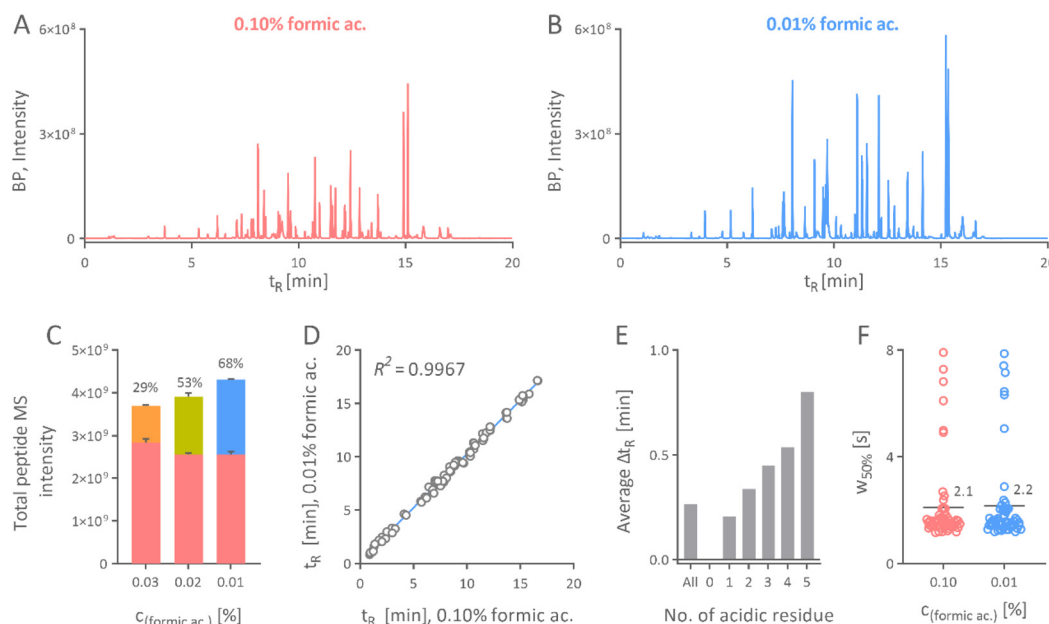 A
0.10% formic ac.
BP, Intensity
6×10⁸
3×10⁸
0
0 5 10 15 20
t_R [min]
B
0.01% formic ac.
BP, Intensity
6×10⁸
3×10⁸
0
0 5 10 15 20
t_R [min]
C
Total peptide MS
intensity
5×10⁹
4×10⁹
3×10⁹
2×10⁹
1×10⁹
0
29% 53% 68%
0.03 0.02 0.01
c(formic ac.) [%]
D
t_R [min], 0.01% formic ac.
R² = 0.9967
20
15
10
5
0
0 5 10 15 20
t_R [min], 0.10% formic ac.
E
Average Δt_R [min]
1.0
0.5
0.0
All 0 1 2 3 4 5
No. of acidic residue
F
w50% [s]
8
4
0
2.1 2.2
0.10 0.01
c(formic ac.) [%]